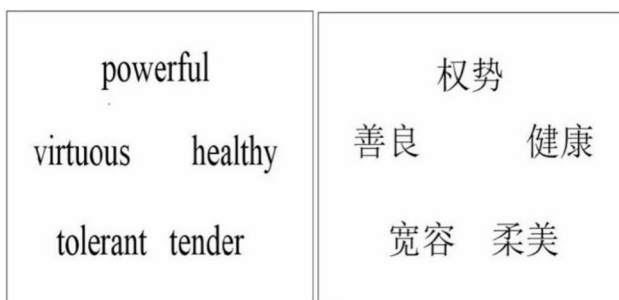 powerful
virtuous healthy
tolerant tender
权势
善良 健康
宽容 柔美